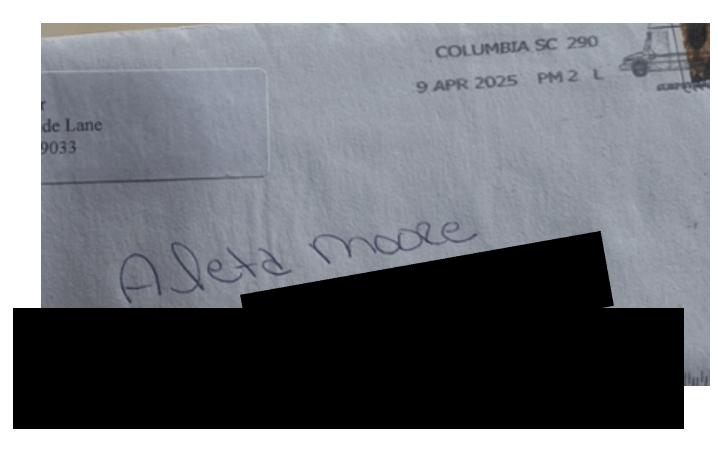 COLUMBIA SC 290
9 APR 2025 PM 2 L
r
de Lane
9033
Aleta Moore